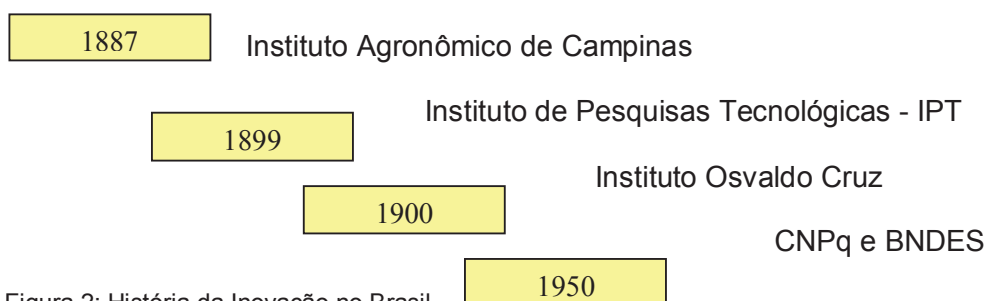 1887
Instituto Agronômico de Campinas
Instituto de Pesquisas Tecnológicas - IPT
1899
Instituto Osvaldo Cruz
1900
CNPq e BNDES
1950
Figura 2: História da Inovação no Brasil